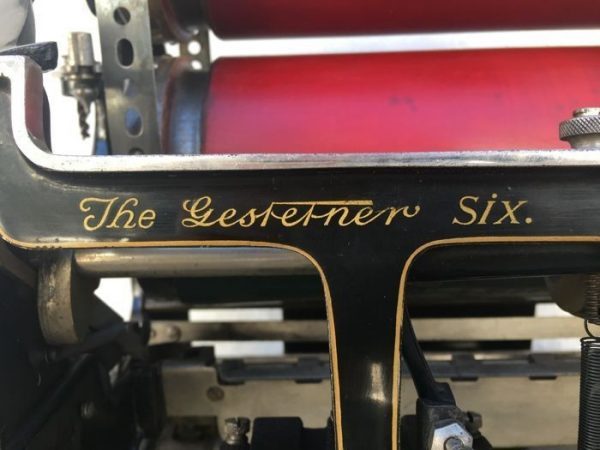 The Gestetner Six.